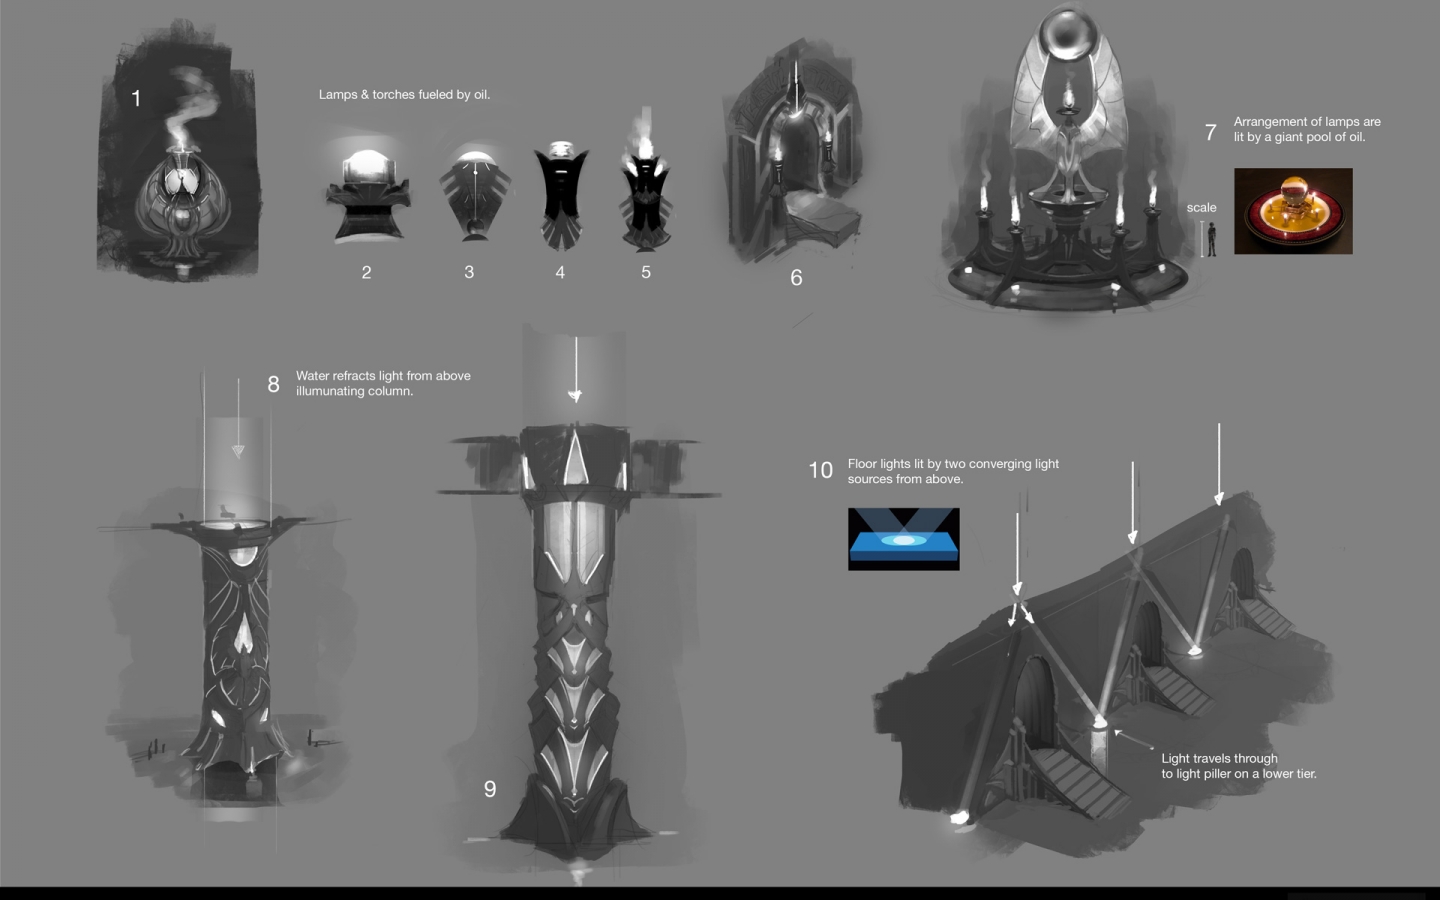 1
Lamps & torches fueled by oil.
2
3
4
5
6
7
Arrangement of lamps are
lit by a giant pool of oil.
scale
8
Water refracts light from above
illumunating column.
9
10
Floor lights lit by two converging light
sources from above.
Light travels through
to light piller on a lower tier.